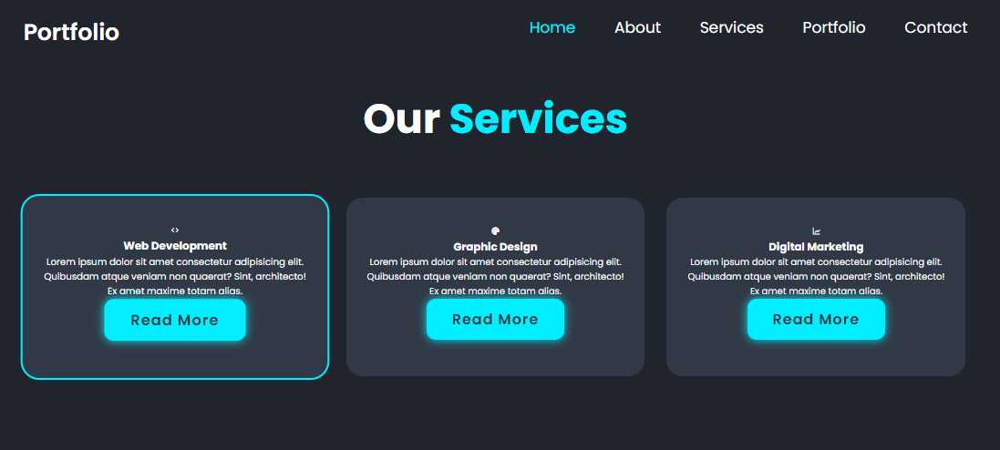 Portfolio
Home About Services Portfolio Contact
Our Services
Web Development
Lorem ipsum dolor sit amet consectetur adipisicing elit.
Quibusdam atque veniam non quaerat? Sint, architecto!
Ex amet maxime totam alias.
Read More
Graphic Design
Lorem ipsum dolor sit amet consectetur adipisicing elit.
Quibusdam atque veniam non quaerat? Sint, architecto!
Ex amet maxime totam alias.
Read More
Digital Marketing
Lorem ipsum dolor sit amet consectetur adipisicing elit.
Quibusdam atque veniam non quaerat? Sint, architecto!
Ex amet maxime totam alias.
Read More